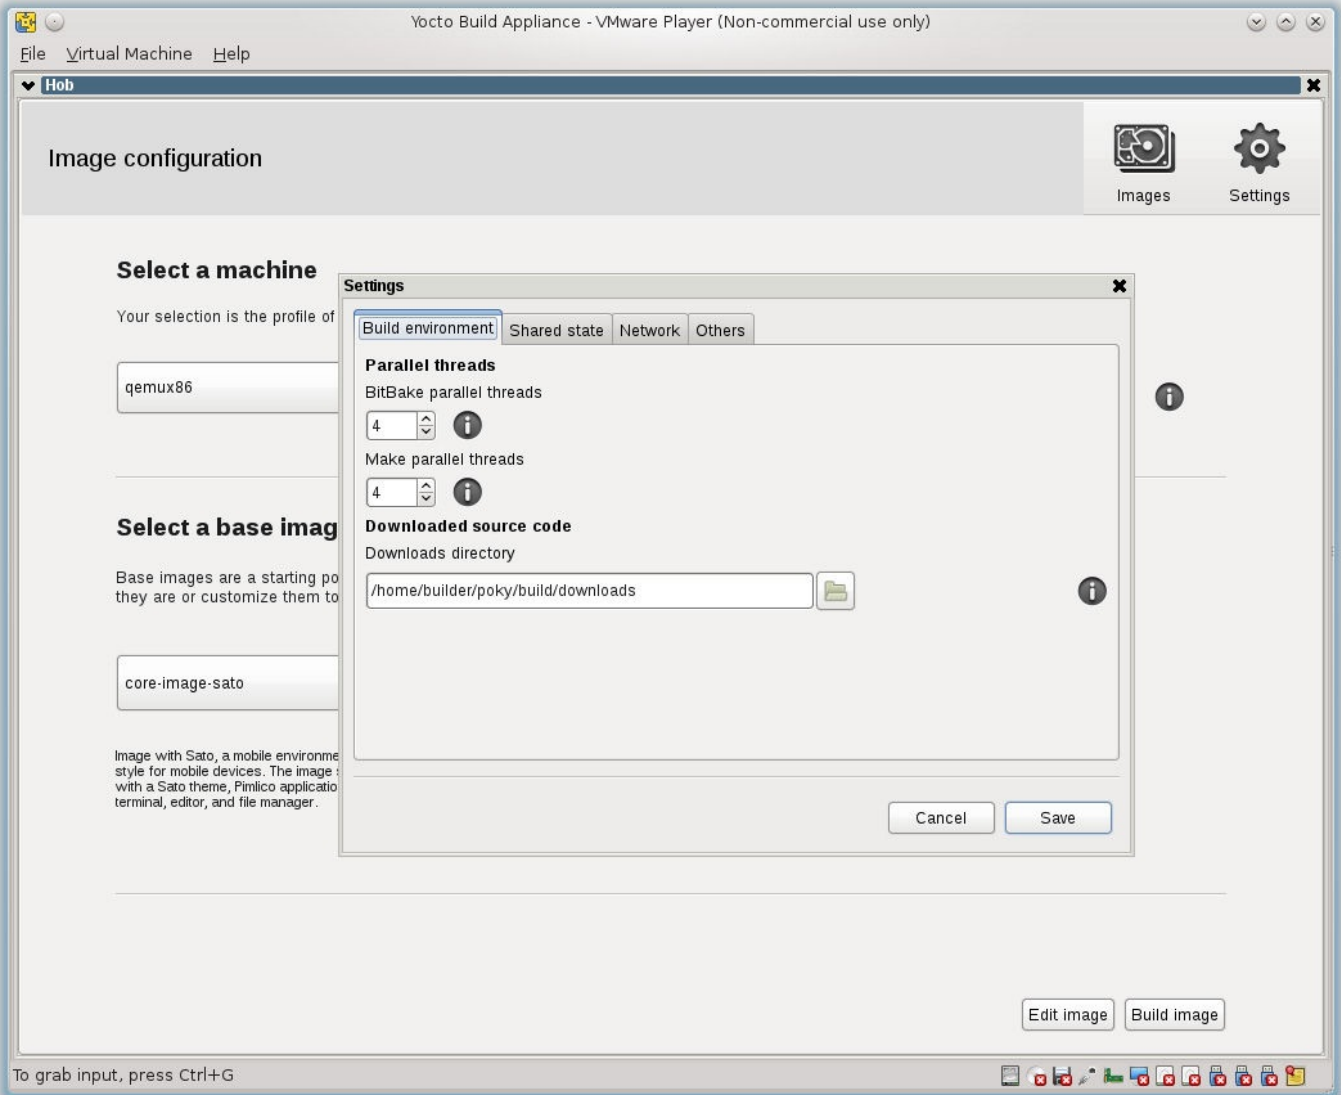 Yocto Build Appliance - VMware Player (Non-commercial use only)
File Virtual Machine Help
Hob
Image configuration
Images
Settings
Select a machine
Your selection is the profile of
qemux86
Select a base imag
Base images are a starting po
they are or customize them to
core-image-sato
Image with Sato, a mobile environme
style for mobile devices. The image
with a Sato theme, Pimlico applicatio
terminal, editor, and file manager.
Settings
Build environment Shared state Network Others
Parallel threads
BitBake parallel threads
4
Make parallel threads
4
Downloaded source code
Downloads directory
/home/builder/poky/build/downloads
Cancel Save
Edit image Build image
To grab input, press Ctrl+G